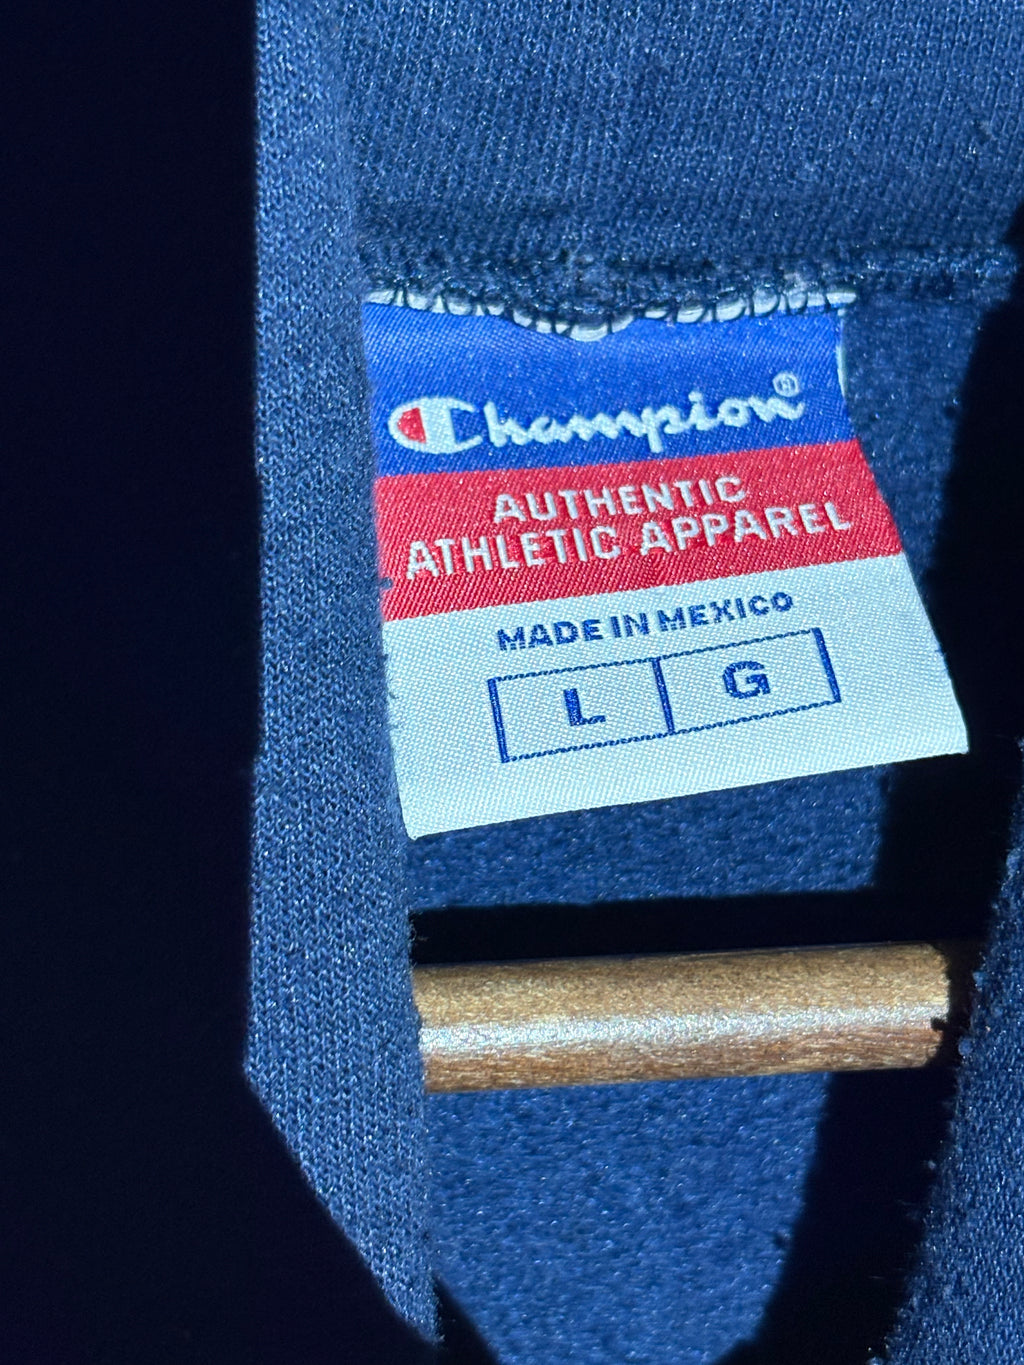 Champion®
AUTHENTIC
ATHLETIC APPAREL
MADE IN MEXICO
L G